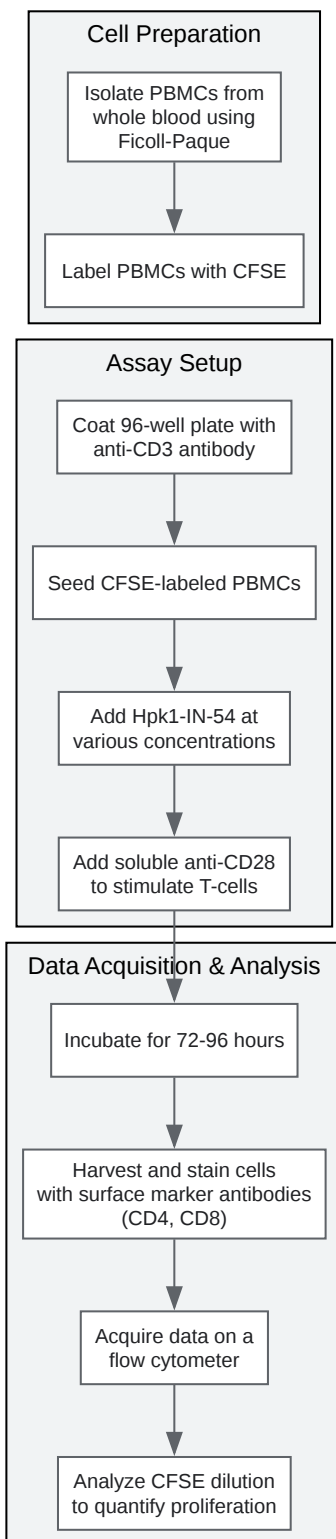 Cell Preparation
Isolate PBMCs from
whole blood using
Ficoll-Paque
Label PBMCs with CFSE
Assay Setup
Coat 96-well plate with
anti-CD3 antibody
Seed CFSE-labeled PBMCs
Add Hpk1-IN-54 at
various concentrations
Add soluble anti-CD28
to stimulate T-cells
Data Acquisition & Analysis
Incubate for 72-96 hours
Harvest and stain cells
with surface marker antibodies
(CD4, CD8)
Acquire data on a
flow cytometer
Analyze CFSE dilution
to quantify proliferation